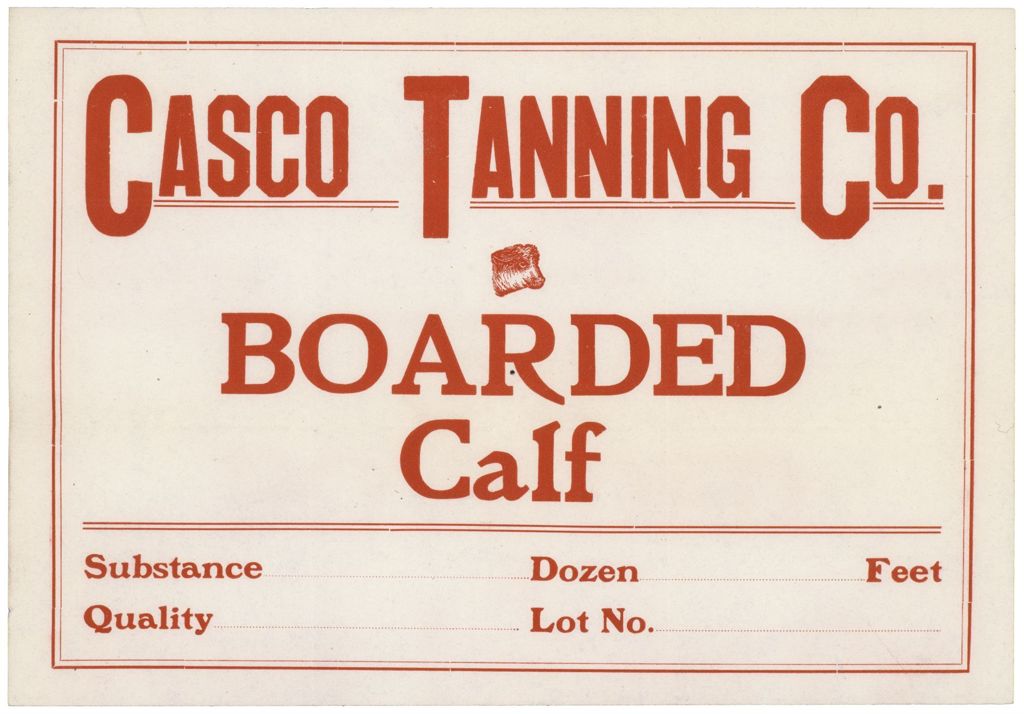 CASCO TANNING CO.
BOARDED
Calf
Substance Dozen Feet
Quality Lot No.